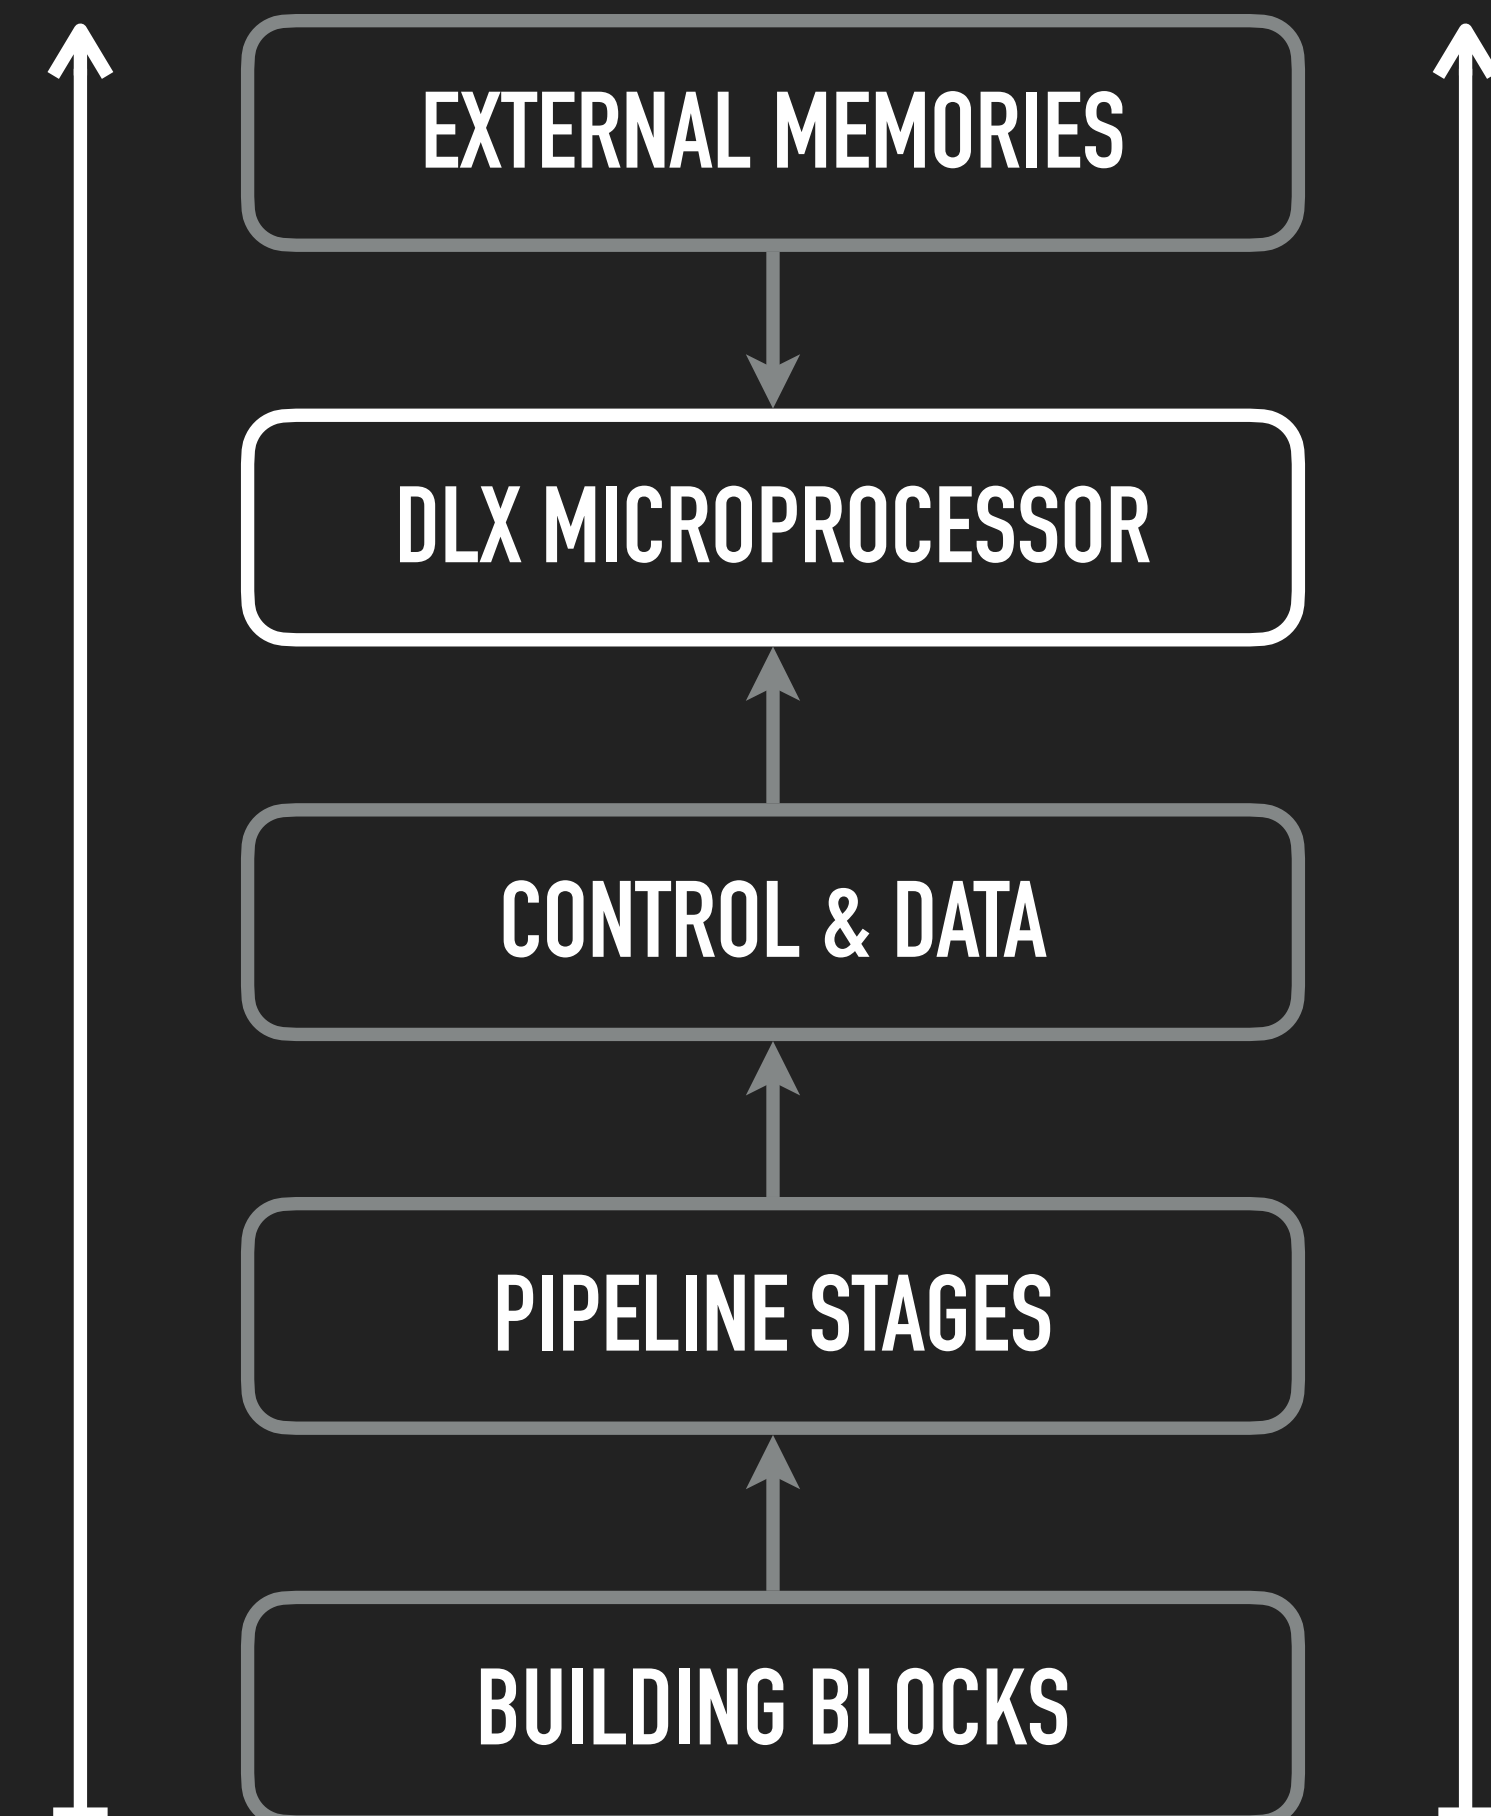 EXTERNAL MEMORIES
DLX MICROPROCESSOR
CONTROL & DATA
PIPELINE STAGES
BUILDING BLOCKS